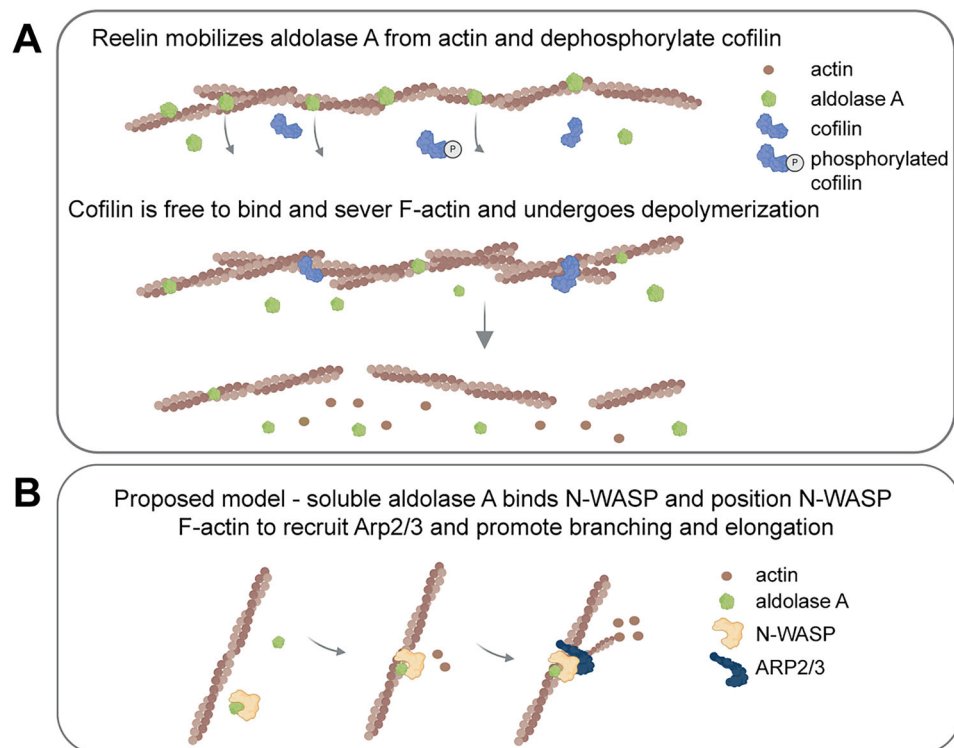 A
Reelin mobilizes aldolase A from actin and dephosphorylate cofilin
actin
aldolase A
cofilin
P
P
phosphorylated
cofilin
Cofilin is free to bind and sever F-actin and undergoes depolymerization
B
Proposed model - soluble aldolase A binds N-WASP and position N-WASP
F-actin to recruit Arp2/3 and promote branching and elongation
actin
aldolase A
N-WASP
ARP2/3